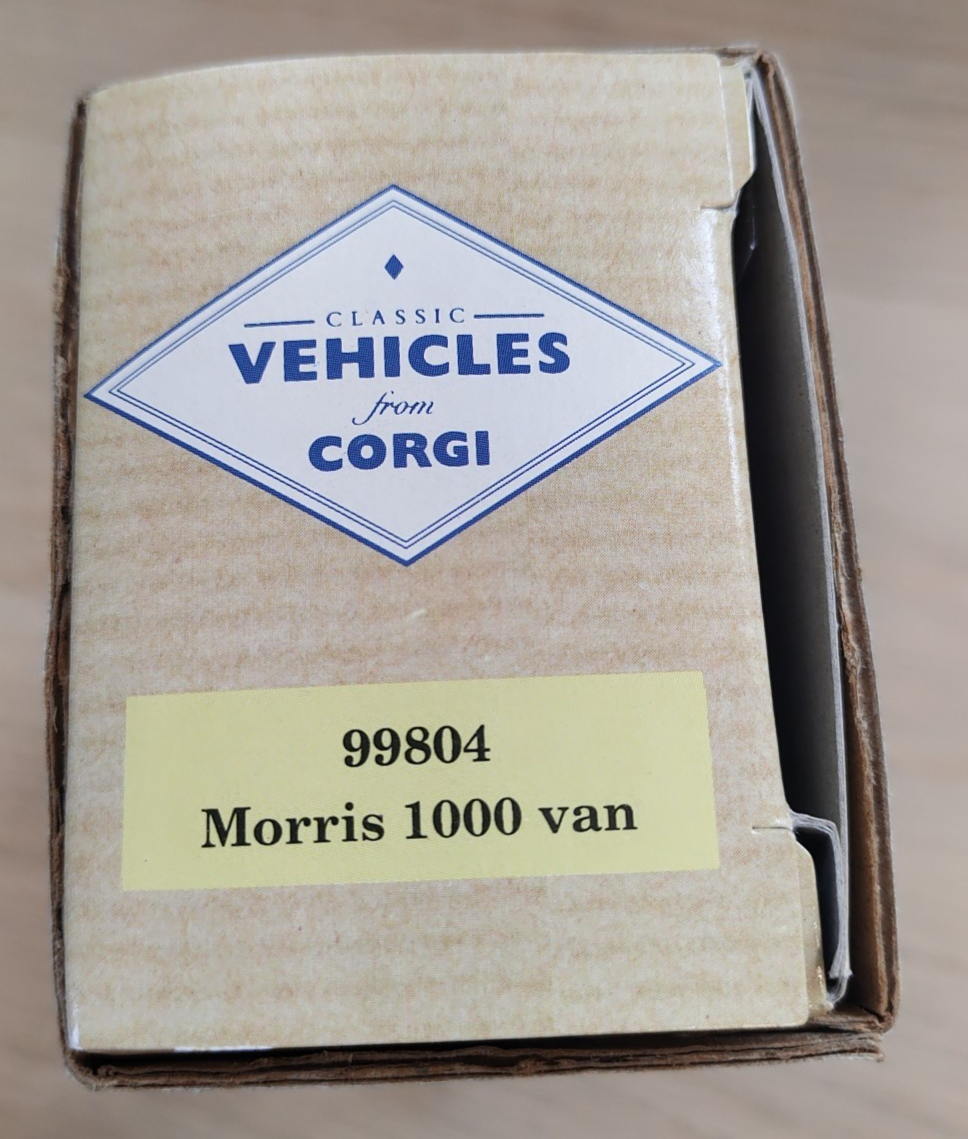 CLASSIC
VEHICLES
from
CORGI
99804
Morris 1000 van